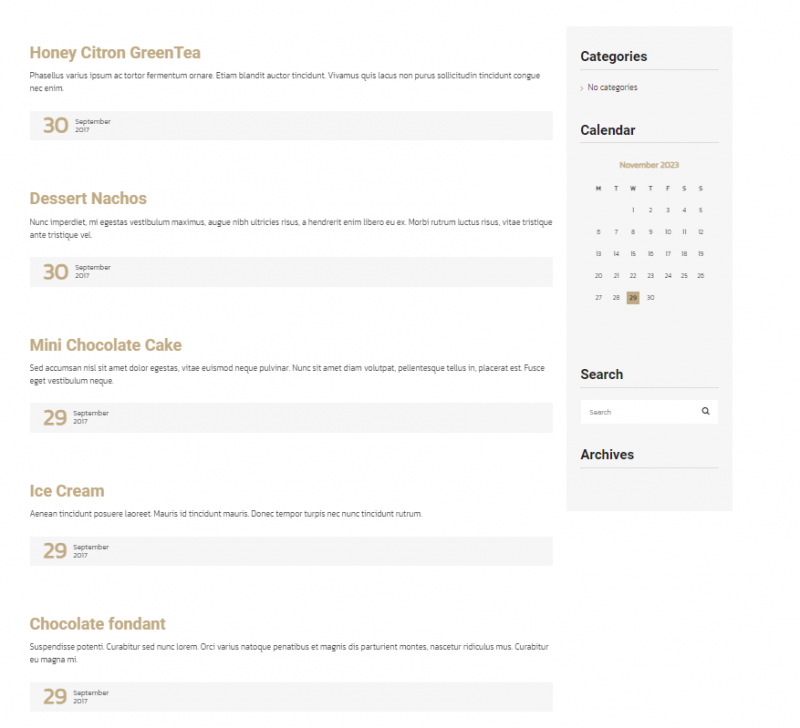 Honey Citron GreenTea
Phasellus varius ipsum ac tortor fermentum ornare. Etiam blandit auctor tincidunt. Vivamus quis lacus non purus sollicitudin tincidunt congue
nec enim.
30 September
2017
Dessert Nachos
Nunc imperdiet, mi egestas vestibulum maximus, augue nibh ultricies risus, a hendrerit enim libero eu ex. Morbi rutrum luctus risus, vitae tristique
ante tristique vel.
30 September
2017
Mini Chocolate Cake
Sed accumsan nisl sit amet dolor egestas, vitae euismod neque pulvinar. Nunc sit amet diam volutpat, pellentesque tellus in, placerat est. Fusce
eget vestibulum neque.
29 September
2017
Ice Cream
Aenean tincidunt posuere laoreet. Mauris id tincidunt mauris. Donec tempor turpis nec nunc tincidunt rutrum.
29 September
2017
Chocolate fondant
Suspendisse potenti. Curabitur sed nunc lorem. Orci varius natoque penatibus et magnis dis parturient montes, nascetur ridiculus mus. Curabitur
eu magna mi.
29 September
2017
Categories
› No categories
Calendar
November 2023
M T W T F S S
1 2 3 4 5
6 7 8 9 10 11 12
13 14 15 16 17 18 19
20 21 22 23 24 25 26
27 28 29 30
Search
Search
Archives